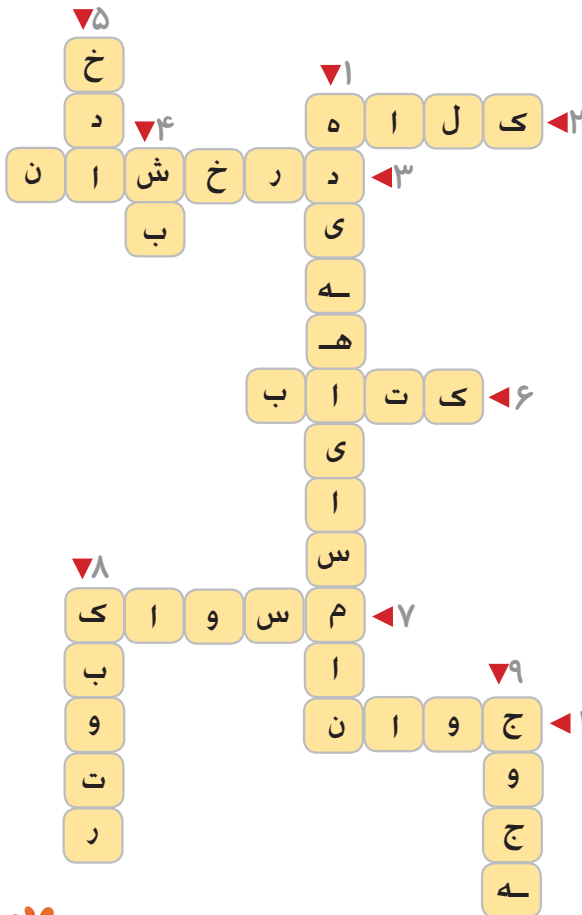 ۵
خ
۱
۲ ک ل ا ه ۴ د
۳ د ر خ ش ا ن
ی ب
ـه
هـ
۶ ک ت ا ب
ی
ا
س ۸
۷ م س و ا ک
۹ ا ب
ج و ا ن و
و ت
ج ر
ـه